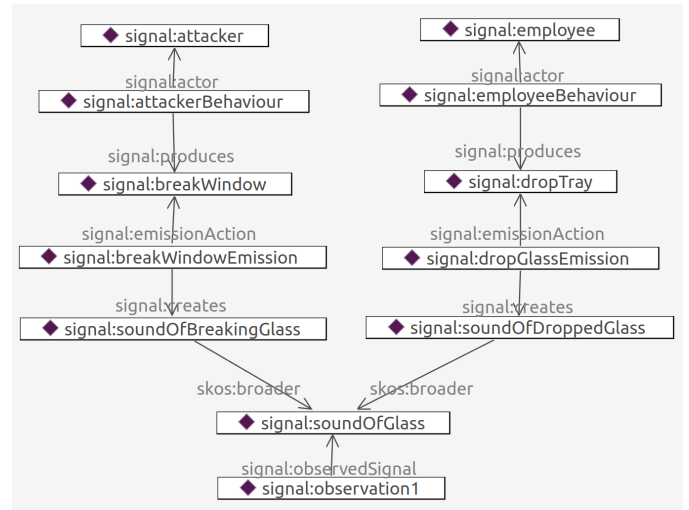 signal:attacker
signal:employee
signal:actor
signal:actor
signal:attackerBehaviour
signal:employeeBehaviour
signal:produces
signal:produces
signal:breakWindow
signal:dropTray
signal:emissionAction
signal:emissionAction
signal:breakWindowEmission
signal:dropGlassEmission
signal:creates
signal:creates
signal:soundOfBreakingGlass
signal:soundOfDroppedGlass
skos:broader
skos:broader
signal:soundOfGlass
signal:observedSignal
signal:observation1